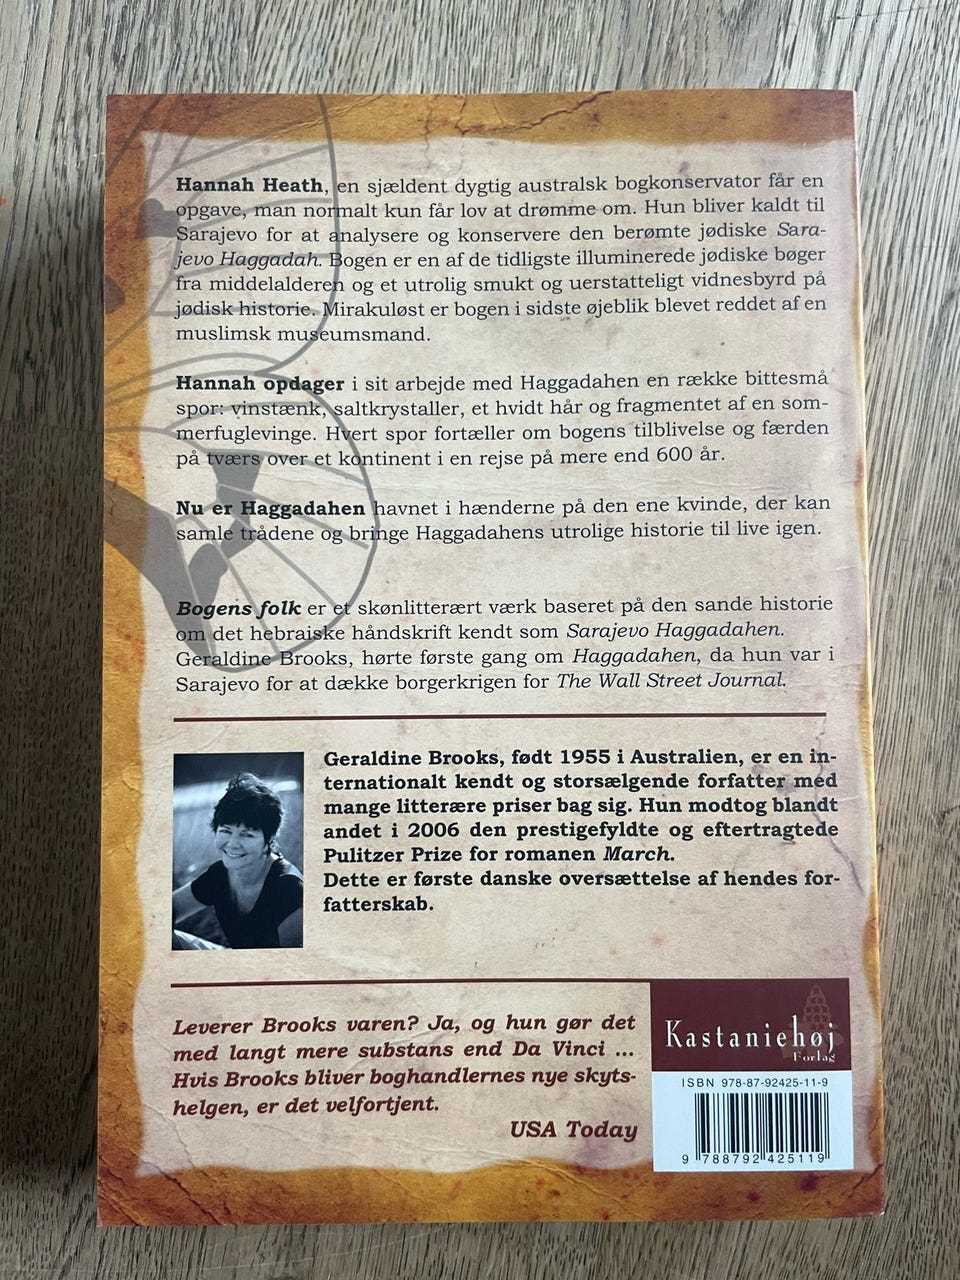 Hannah Heath, en sjældent dygtig australsk bogkonservator får en
opgave, man normalt kun får lov at drømme om. Hun bliver kaldt til
Sarajevo for at analysere og konservere den berømte jødiske Sara-
jevo Haggadah. Bogen er en af de tidligste illuminerede jødiske bøger
fra middelalderen og et utrolig smukt og uerstatteligt vidnesbyrd på
jødisk historie. Mirakuløst er bogen i sidste øjeblik blevet reddet af en
muslimsk museumsmand.
Hannah opdager i sit arbejde med Haggadahen en række bittesmå
spor: vinstænk, saltkrystaller, et hvidt hår og fragmentet af en som-
merfuglevinge. Hvert spor fortæller om bogens tilblivelse og færden
på tværs over et kontinent i en rejse på mere end 600 år.
Nu er Haggadahen havnet i hænderne på den ene kvinde, der kan
samle trådene og bringe Haggadahens utrolige historie til live igen.
Bogens folk er et skønlitterært værk baseret på den sande historie
om det hebraiske håndskrift kendt som Sarajevo Haggadahen.
Geraldine Brooks, hørte første gang om Haggadahen, da hun var i
Sarajevo for at dække borgerkrigen for The Wall Street Journal.
Geraldine Brooks, født 1955 i Australien, er en in-
ternationalt kendt og storsælgende forfatter med
mange litterære priser bag sig. Hun modtog blandt
andet i 2006 den prestigefyldte og eftertragtede
Pulitzer Prize for romanen March.
Dette er første danske oversættelse af hendes for-
fatterskab.
Leverer Brooks varen? Ja, og hun gør det
med langt mere substans end Da Vinci ...
Hvis Brooks bliver boghandlernes nye skyts-
helgen, er det velfortjent.
USA Today
Kastaniehøj
Forlag
ISBN 978-87-92425-11-9
9 788792 425119